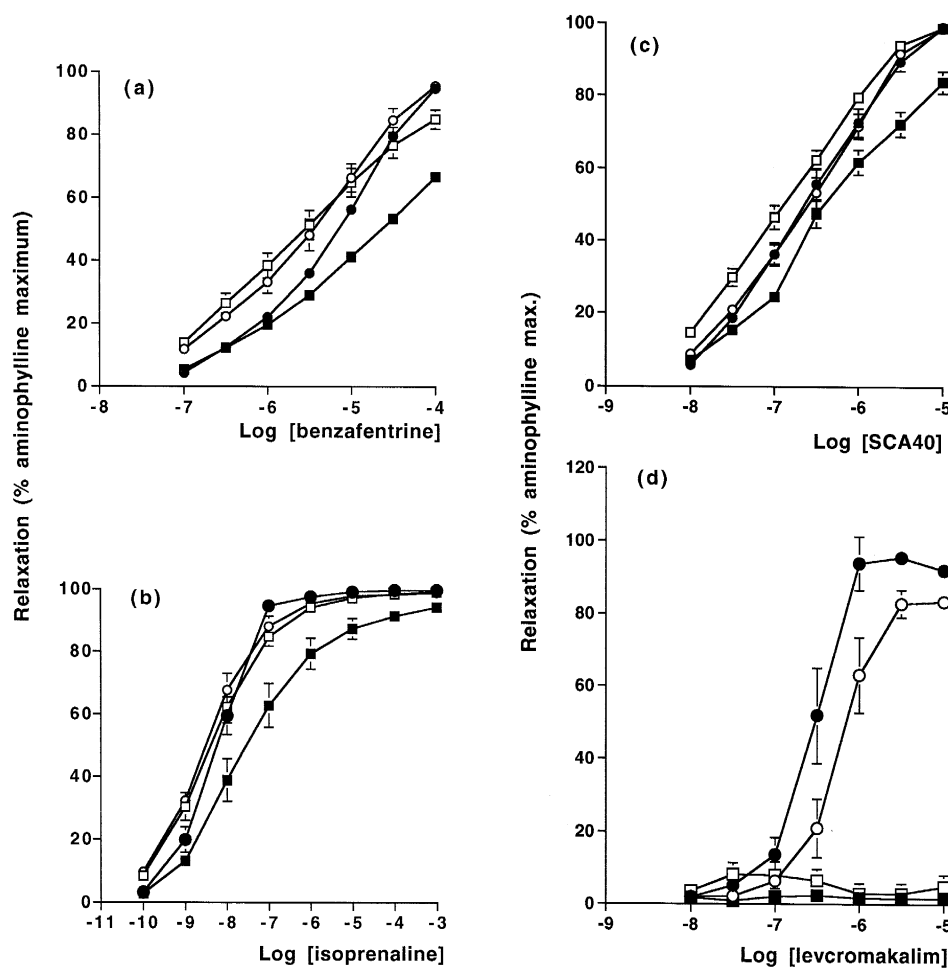 Relaxation (% aminophylline maximum)
(a)
100
80
60
40
20
0
-8 -7 -6 -5 -4
Log [benzafentrine]
(b)
100
80
60
40
20
0
-11 -10 -9 -8 -7 -6 -5 -4 -3
Log [isoprenaline]
Relaxation (% aminophylline max.)
(c)
100
80
60
40
20
0
-9 -8 -7 -6 -5
Log [SCA40]
(d)
120
100
80
60
40
20
0
-9 -8 -7 -6 -5
Log [levcromakalim]